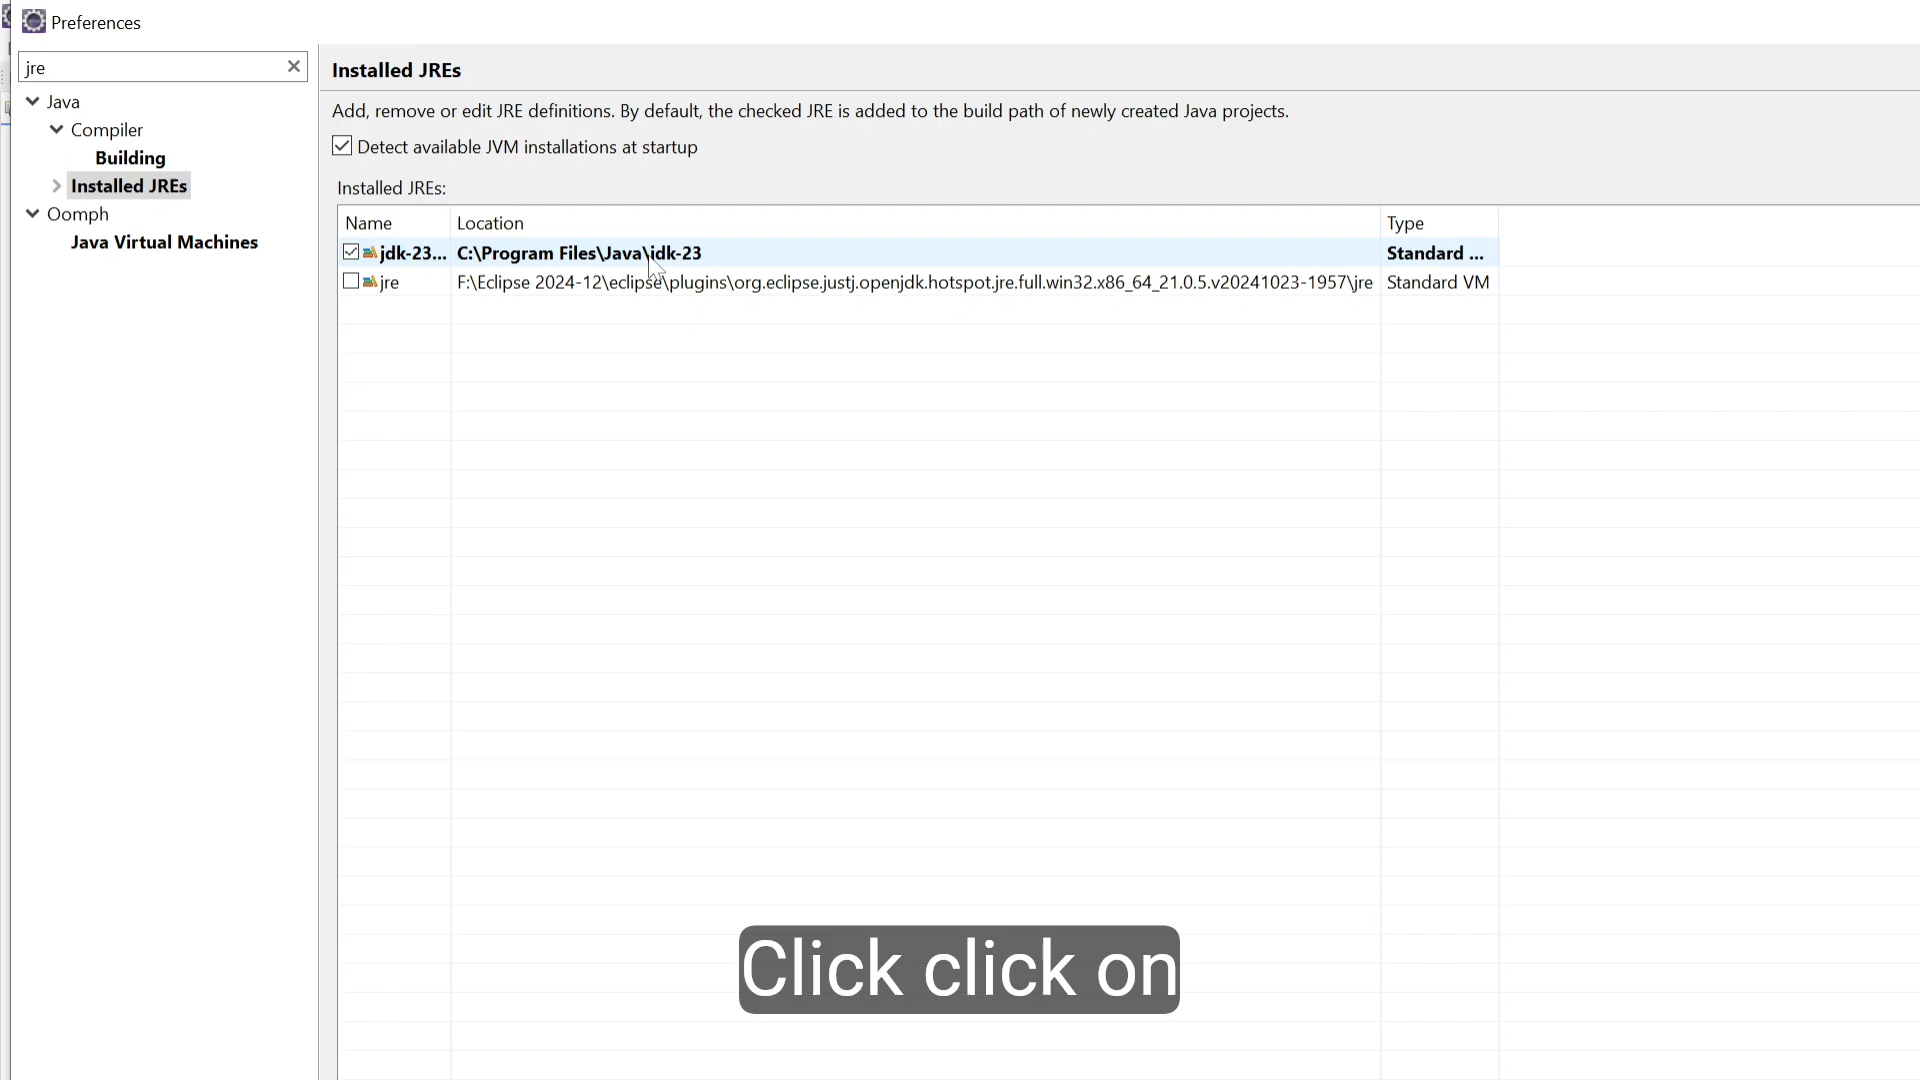 Preferences
jre
Java
Compiler
Building
Installed JREs
Oomph
Java Virtual Machines
Installed JREs
Add, remove or edit JRE definitions. By default, the checked JRE is added to the build path of newly created Java projects.
Detect available JVM installations at startup
Installed JREs:
Name Location Type
jdk-23... C:\Program Files\Java\jdk-23 Standard ...
jre F:\Eclipse 2024-12\eclipse\plugins\org.eclipse.justj.openjdk.hotspot.jre.full.win32.x86_64_21.0.5.v20241023-1957\jre Standard VM
Click click on